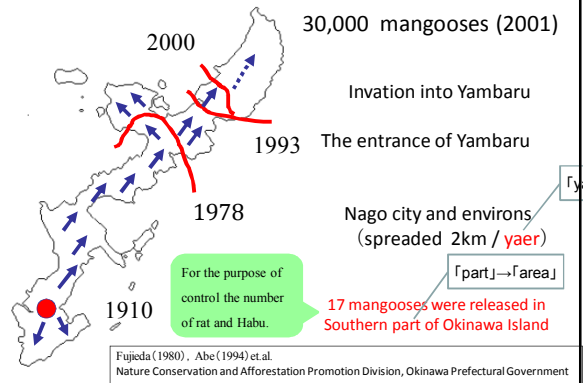 30,000 mangooses (2001)
2000
Invation into Yambaru
1993
The entrance of Yambaru
1978
「y
Nago city and environs
(spreaded 2km / yaer)
「part」→「area」
For the purpose of
control the number
of rat and Habu.
1910
17 mangooses were released in
Southern part of Okinawa Island
Fujieda(1980), Abe(1994)et.al.
Nature Conservation and Afforestation Promotion Division, Okinawa Prefectural Government